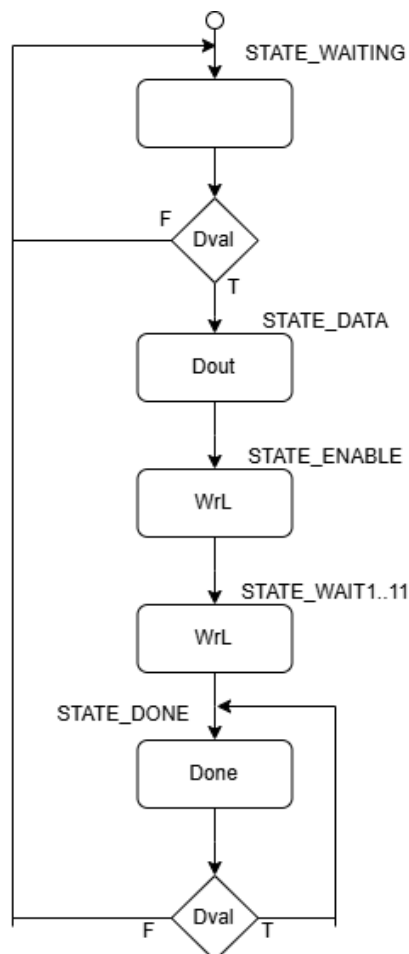 STATE_WAITING
F
Dval
T
STATE_DATA
Dout
STATE_ENABLE
WrL
STATE_WAIT1..11
WrL
STATE_DONE
Done
Dval
F
T